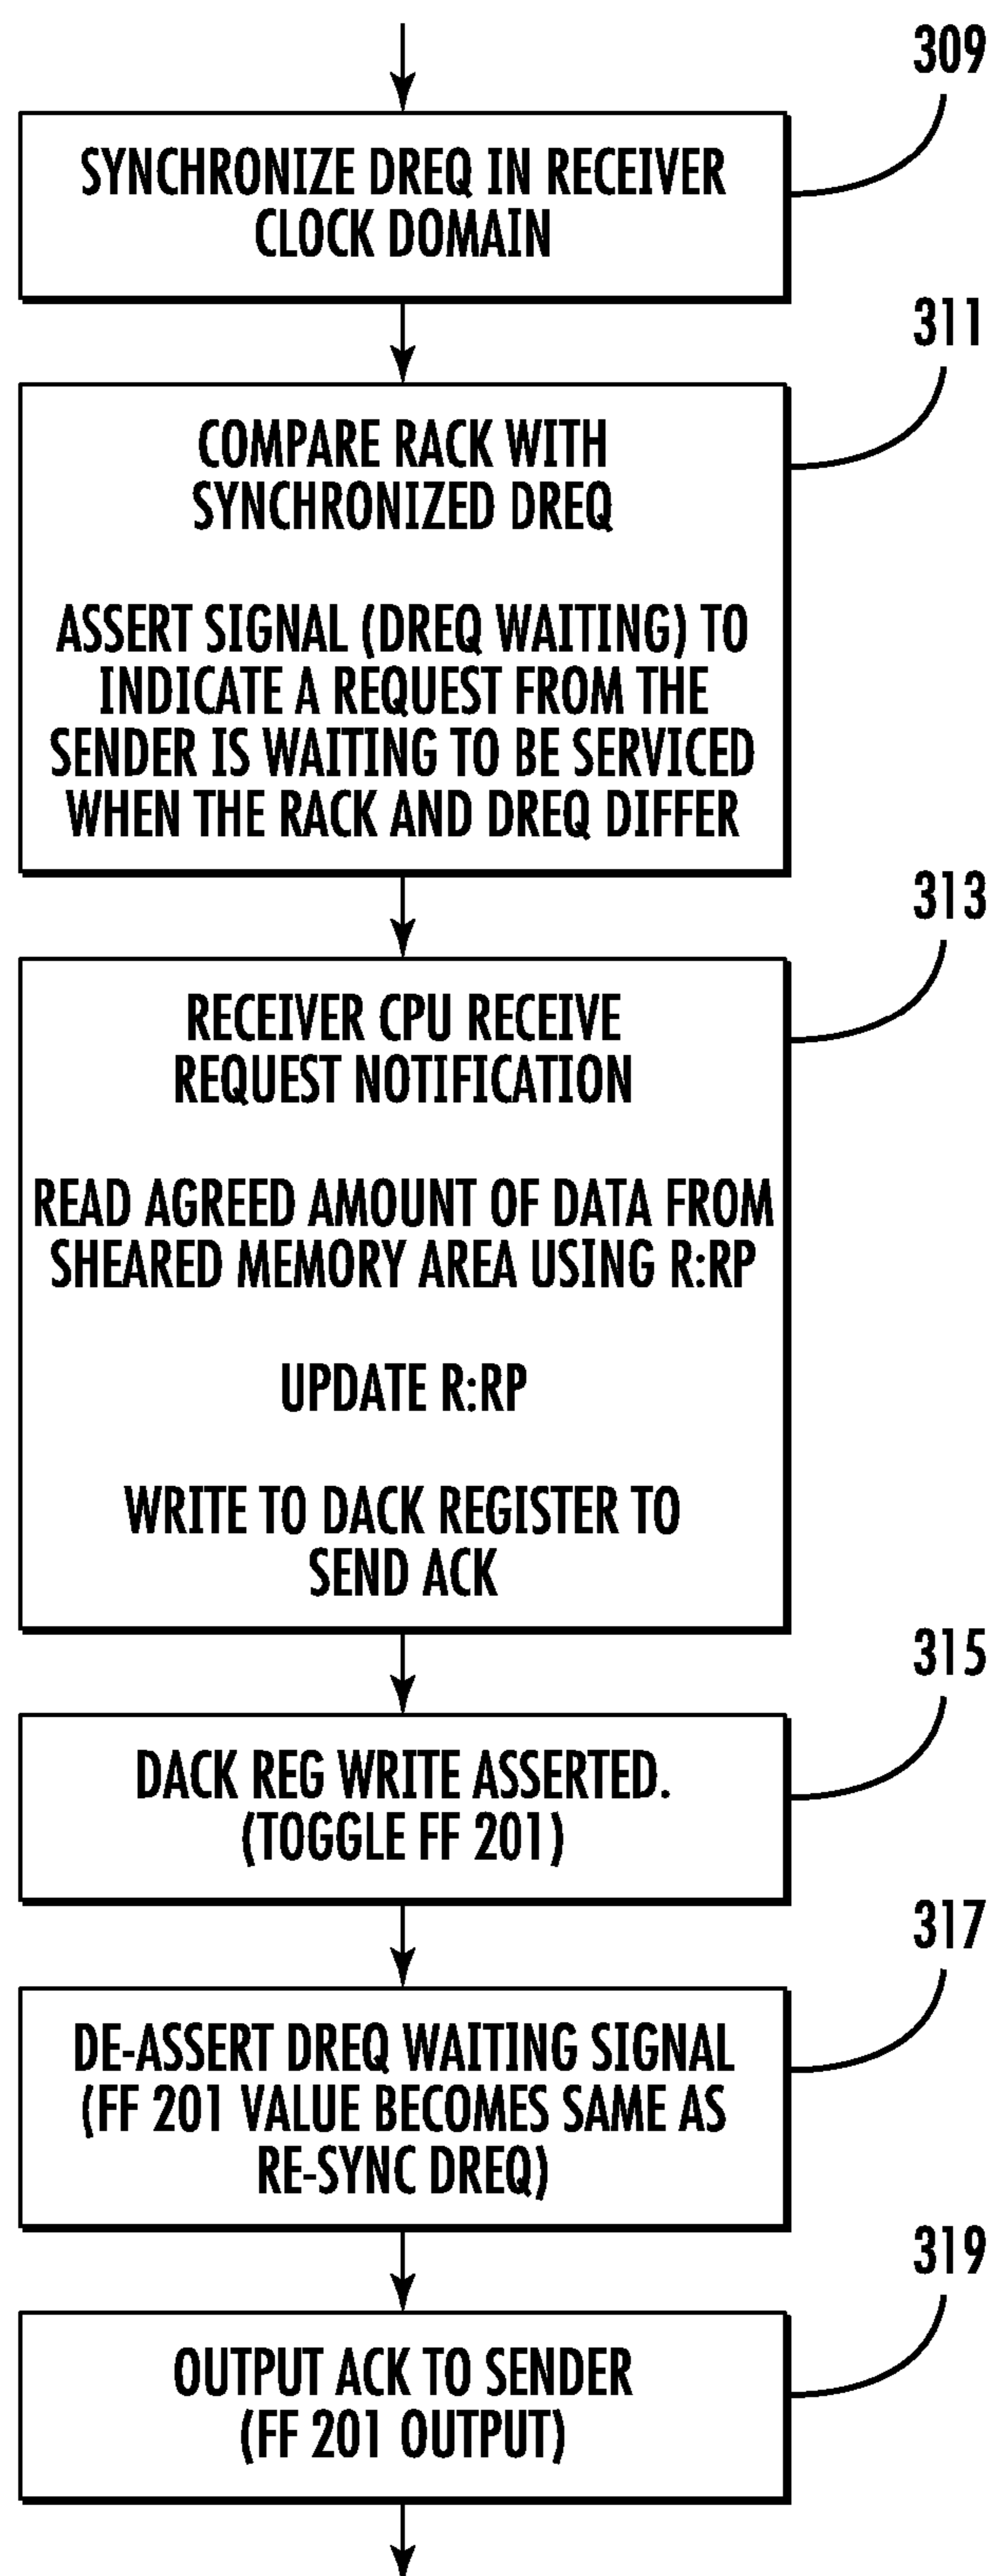 309
SYNCHRONIZE DREQ IN RECEIVER
CLOCK DOMAIN
311
COMPARE RACK WITH
SYNCHRONIZED DREQ
ASSERT SIGNAL (DREQ WAITING) TO
INDICATE A REQUEST FROM THE
SENDER IS WAITING TO BE SERVICED
WHEN THE RACK AND DREQ DIFFER
313
RECEIVER CPU RECEIVE
REQUEST NOTIFICATION
READ AGREED AMOUNT OF DATA FROM
SHEARED MEMORY AREA USING R:RP
UPDATE R:RP
WRITE TO DACK REGISTER TO
SEND ACK
315
DACK REG WRITE ASSERTED.
(TOGGLE FF 201)
317
DE-ASSERT DREQ WAITING SIGNAL
(FF 201 VALUE BECOMES SAME AS
RE-SYNC DREQ)
319
OUTPUT ACK TO SENDER
(FF 201 OUTPUT)